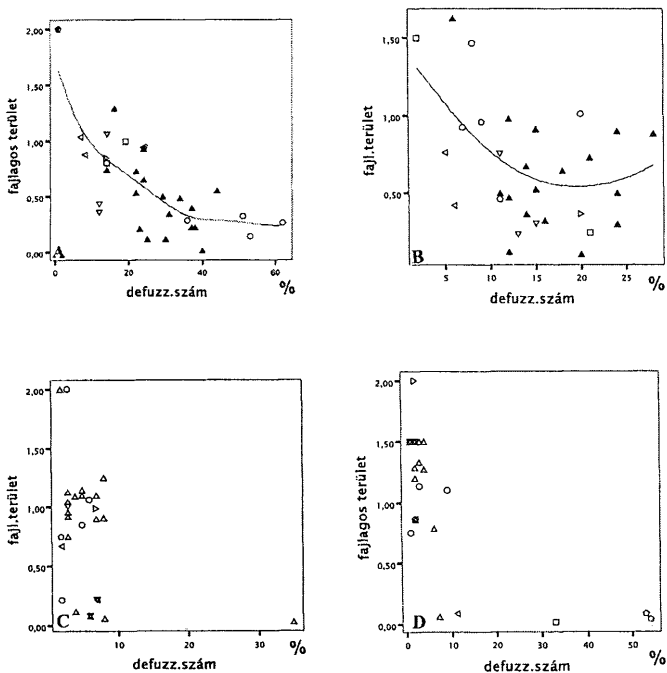 2,00
1,50
1,00
0,50
0,00
fajlagos terület
A
0 20 40 60
defuzz.szám %
1,50
1,00
0,50
fajl.terület
B
5 10 15 20 25
defuzz.szám %
2,00
1,50
1,00
0,50
0,00
fajl.terület
C
10 30
defuzz.szám %
2,00
1,50
1,00
0,50
0,00
fajlagos terület
D
0 10 20 30 40 50
defuzz.szám %